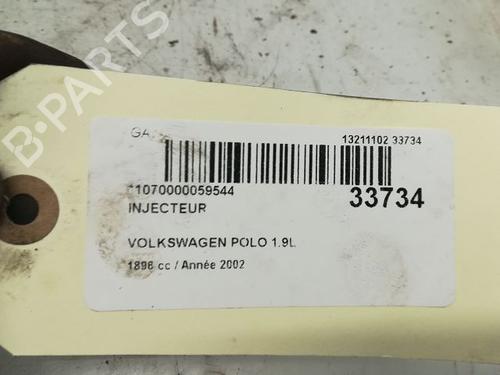 B-PARTS
GA
13211102 33734
*1070000059544
33734
INJECTEUR
VOLKSWAGEN POLO 1.9L
1896 cc / Année 2002